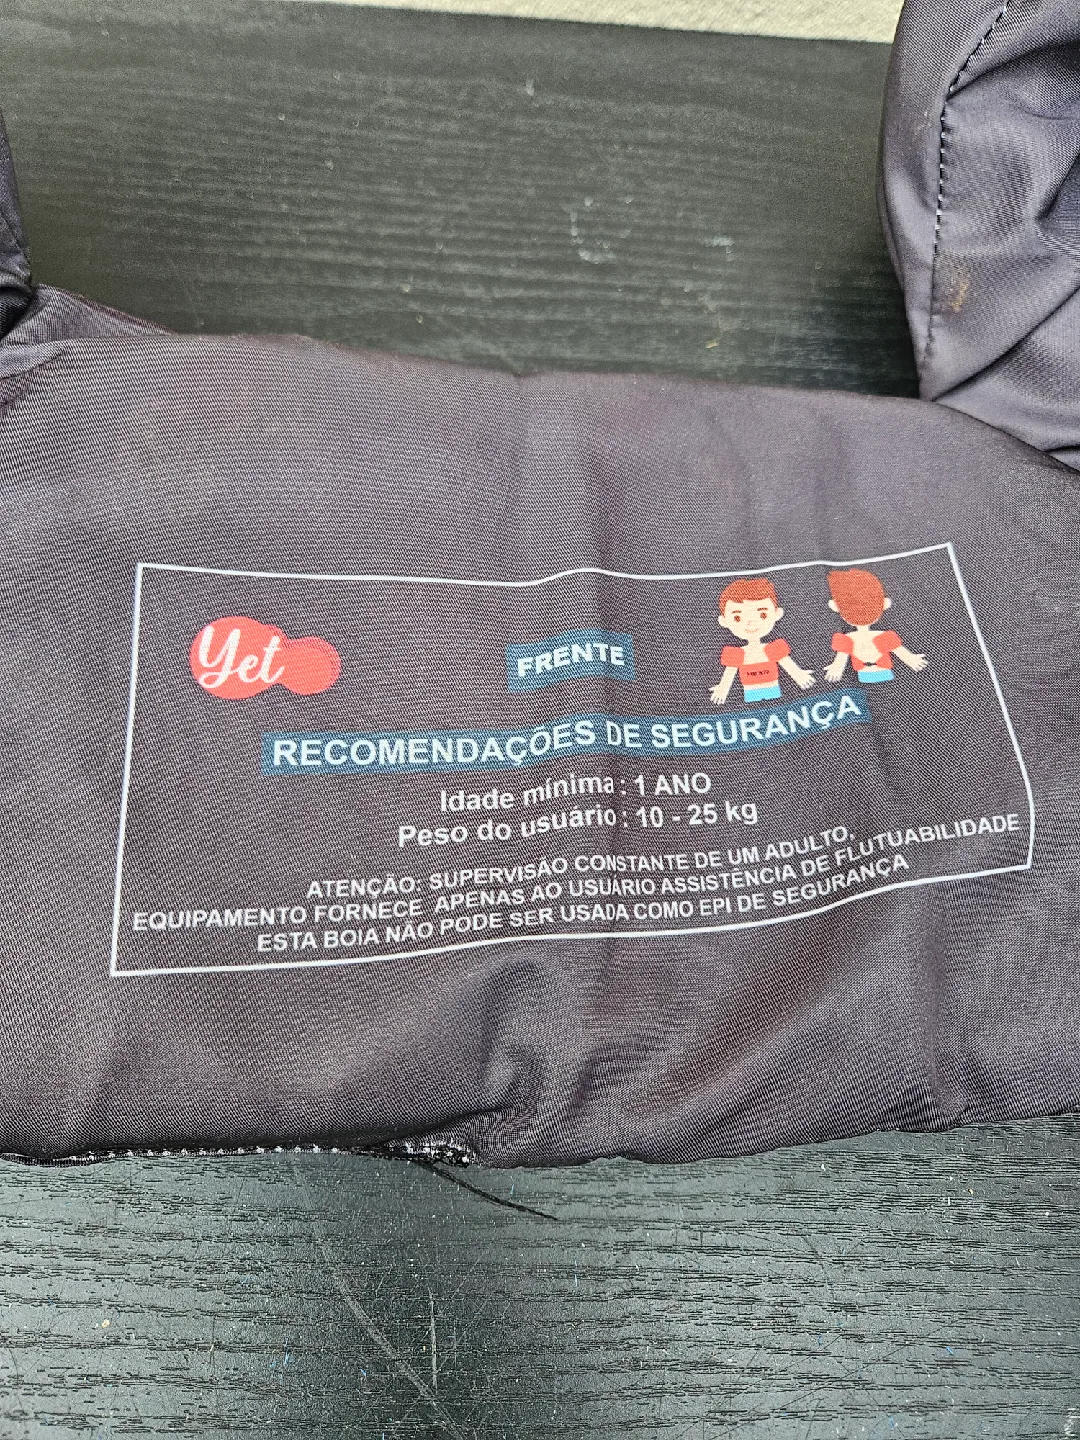 Yet
FRENTE
RECOMENDAÇÕES DE SEGURANÇA
Idade mínima: 1 ANO
Peso do usuário: 10 - 25 kg
ATENÇÃO: SUPERVISÃO CONSTANTE DE UM ADULTO.
EQUIPAMENTO FORNECE APENAS AO USUÁRIO ASSISTÊNCIA DE FLUTUABILIDADE
ESTA BOIA NÃO PODE SER USADA COMO EPI DE SEGURANÇA